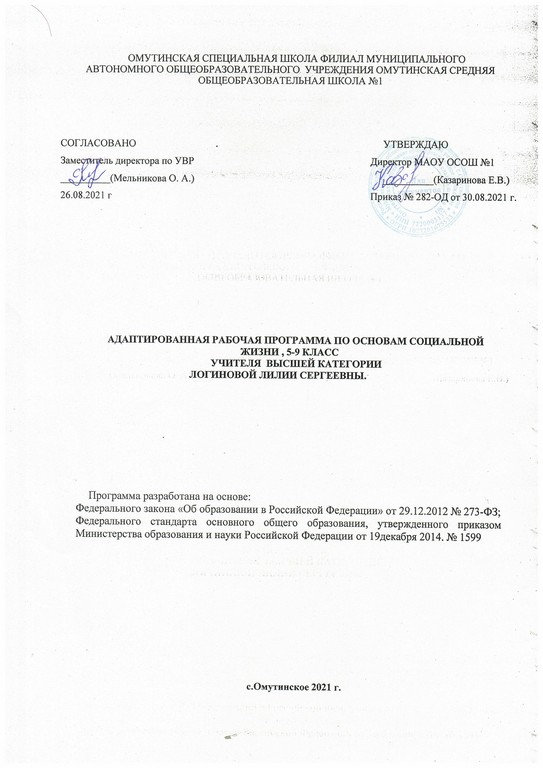 ОМУТИНСКАЯ СПЕЦИАЛЬНАЯ ШКОЛА ФИЛИАЛ МУНИЦИПАЛЬНОГО
АВТОНОМНОГО ОБЩЕОБРАЗОВАТЕЛЬНОГО УЧРЕЖДЕНИЯ ОМУТИНСКАЯ СРЕДНЯЯ
ОБЩЕОБРАЗОВАТЕЛЬНАЯ ШКОЛА №1
СОГЛАСОВАНО
Заместитель директора по УВР
(Мельникова О. А.)
26.08.2021 г
УТВЕРЖДАЮ
Директор МАОУ ОСОШ №1
(Казаринова Е.В.)
Приказ № 282-ОД от 30.08.2021 г.
АДАПТИРОВАННАЯ РАБОЧАЯ ПРОГРАММА ПО ОСНОВАМ СОЦИАЛЬНОЙ
ЖИЗНИ , 5-9 КЛАСС
УЧИТЕЛЯ ВЫСШЕЙ КАТЕГОРИИ
ЛОГИНОВОЙ ЛИЛИИ СЕРГЕЕВНЫ.
Программа разработана на основе:
Федерального закона «Об образовании в Российской Федерации» от 29.12.2012 № 273-ФЗ;
Федерального стандарта основного общего образования, утвержденного приказом
Министерства образования и науки Российской Федерации от 19декабря 2014. № 1599
с.Омутинское 2021 г.